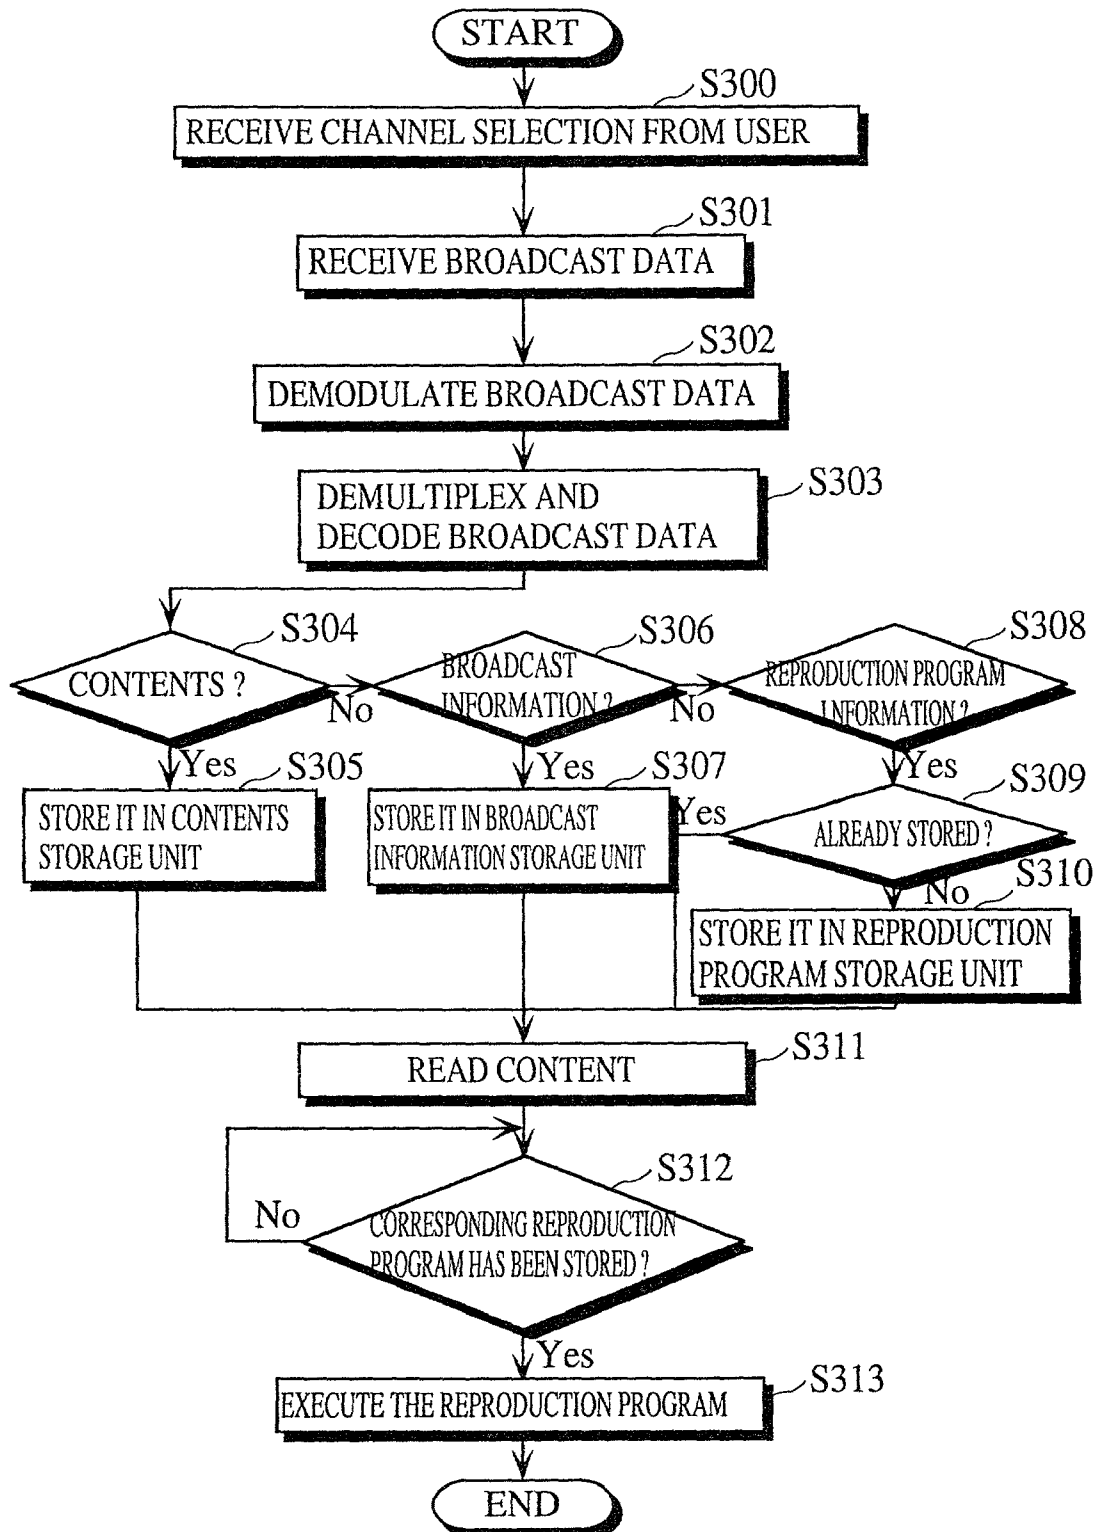 START
S300
RECEIVE CHANNEL SELECTION FROM USER
S301
RECEIVE BROADCAST DATA
S302
DEMODULATE BROADCAST DATA
S303
DEMULTIPLEX AND
DECODE BROADCAST DATA
S304
CONTENTS ?
No
Yes
S306
BROADCAST
INFORMATION ?
No
Yes
S308
REPRODUCTION PROGRAM
INFORMATION ?
Yes
S305
STORE IT IN CONTENTS
STORAGE UNIT
S307
STORE IT IN BROADCAST
INFORMATION STORAGE UNIT
Yes
S309
ALREADY STORED ?
No
S310
STORE IT IN REPRODUCTION
PROGRAM STORAGE UNIT
S311
READ CONTENT
S312
CORRESPONDING REPRODUCTION
PROGRAM HAS BEEN STORED ?
No
Yes
S313
EXECUTE THE REPRODUCTION PROGRAM
END